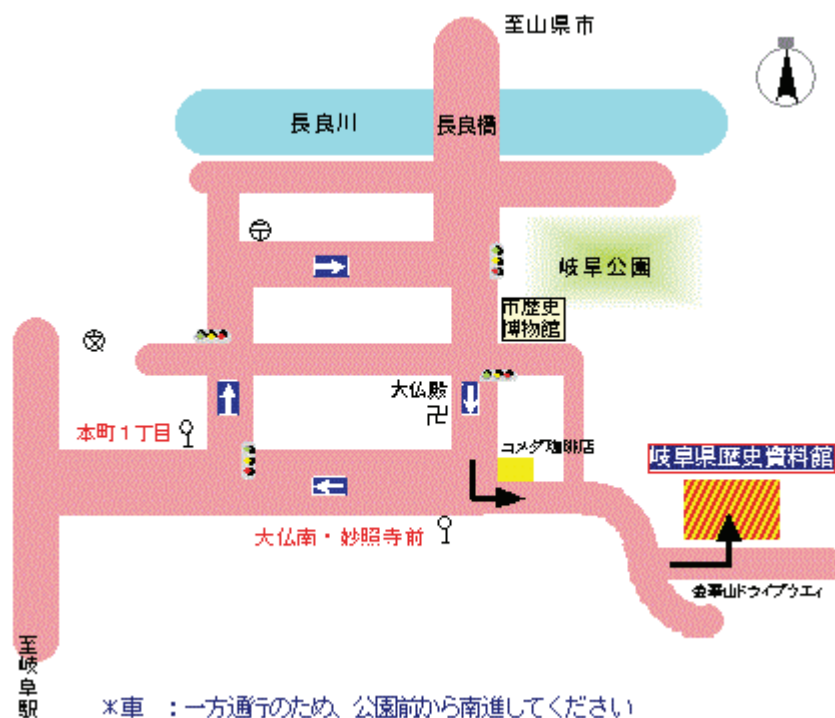 至山県市
長良川
長良橋
岐阜公園
市歴史
博物館
大仏殿
卍
コメダ珈琲店
本町1丁目
岐阜県歴史資料館
大仏南・妙照寺前
金華山ドライブウエィ
至岐阜駅
*車 :一方通行のため、公園前から南進してください